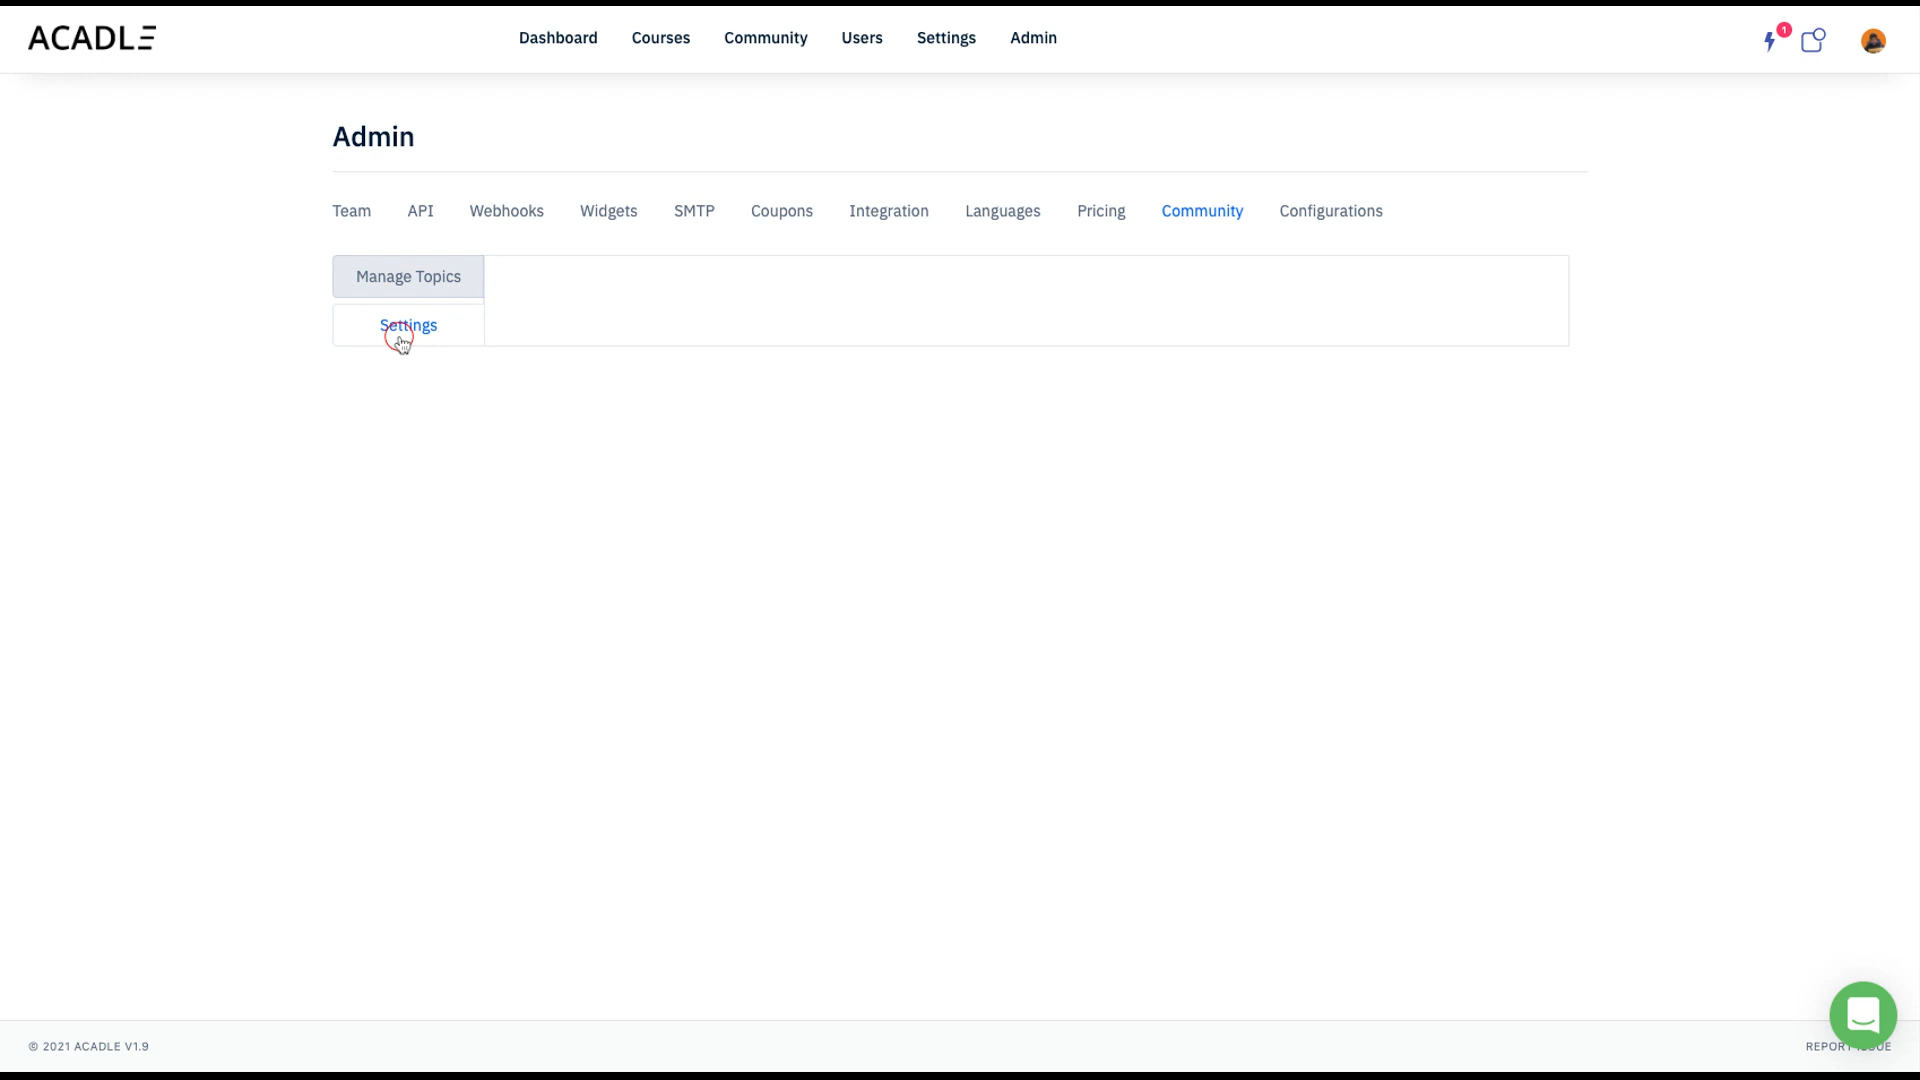 ACADLE
Dashboard Courses Community Users Settings Admin
1
Admin
Team API Webhooks Widgets SMTP Coupons Integration Languages Pricing Community Configurations
Manage Topics
Settings
© 2021 ACADLE V1.9
REPORT